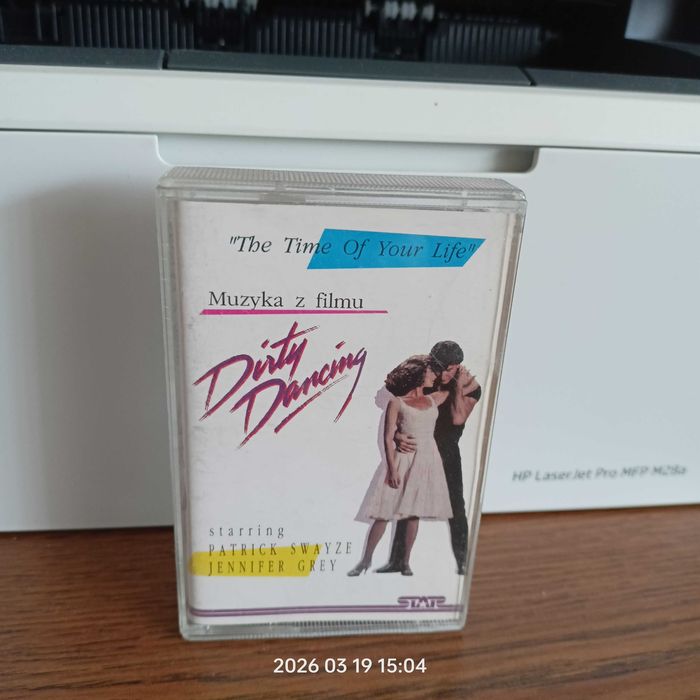 "The Time Of Your Life"
Muzyka z filmu
Dirty
Dancing
starring
PATRICK SWAYZE
JENNIFER GREY
HP LaserJet Pro MFP M28a
2026 03 19 15:04